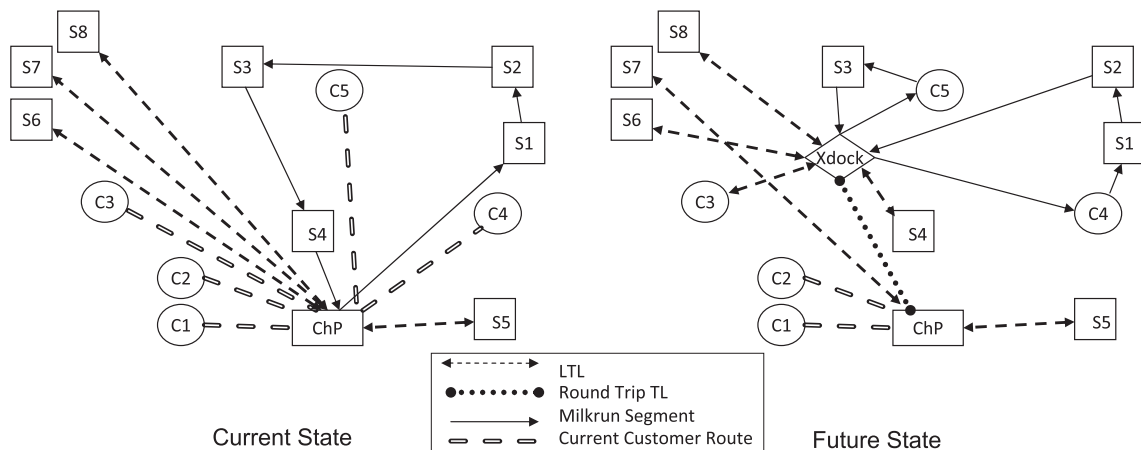 S8
S7
S6
S3
S2
C5
S1
C3
S4
C4
C2
C1
ChP
S5
Current State
S8
S7
S6
S3
S2
C5
S1
Xdock
C3
S4
C4
C2
C1
ChP
S5
Future State
LTL
Round Trip TL
Milkrun Segment
Current Customer Route